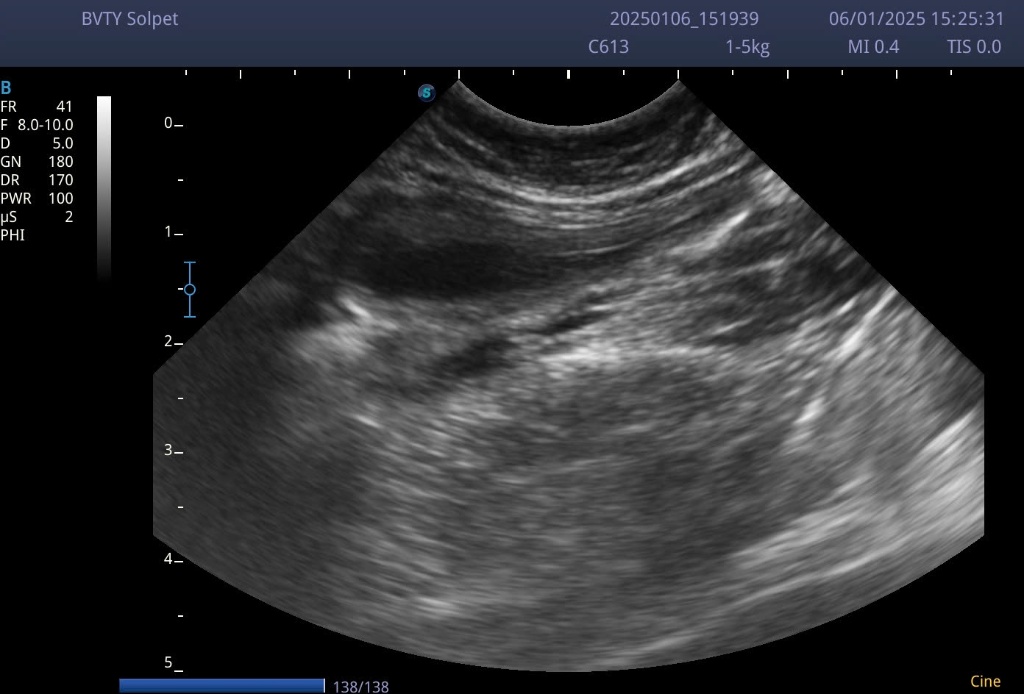 BVTY Solpet
20250106_151939
06/01/2025 15:25:31
C613
1-5kg
MI 0.4
TIS 0.0
B
FR 41
F 8.0-10.0
D 5.0
GN 180
DR 170
PWR 100
µS 2
PHI
S
0
1
2
3
4
5
138/138
Cine